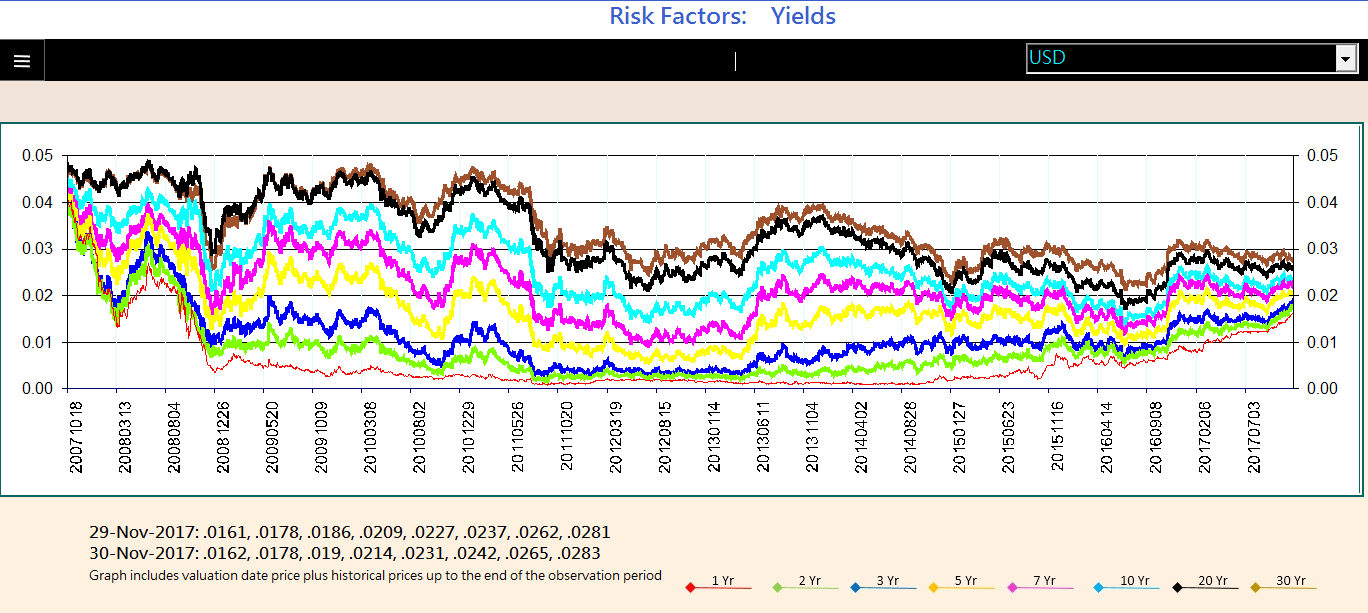 Risk Factors:    Yields
USD
0.05 0.05
0.04 0.04
0.03 0.03
0.02 0.02
0.01 0.01
0.00 0.00
20071018 20080313 20080804 20081226 20090520 20091009 20100308 20100802 20101229 20110526 20111020 20120319 20120815 20130114 20130611 20131104 20140402 20140828 20150127 20150623 20151116 20160414 20160908 20170206 20170703
29-Nov-2017: .0161, .0178, .0186, .0209, .0227, .0237, .0262, .0281
30-Nov-2017: .0162, .0178, .019, .0214, .0231, .0242, .0265, .0283
Graph includes valuation date price plus historical prices up to the end of the observation period
1 Yr 2 Yr 3 Yr 5 Yr 7 Yr 10 Yr 20 Yr 30 Yr